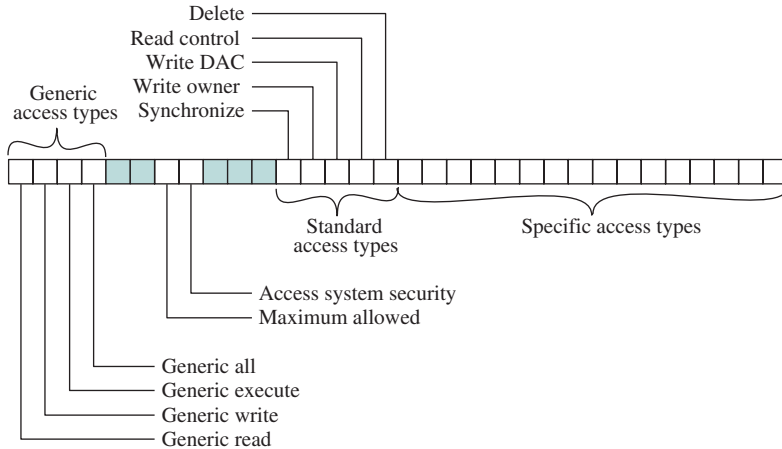 Delete
Read control
Write DAC
Write owner
Synchronize
Generic
access types
Standard
access types
Specific access types
Access system security
Maximum allowed
Generic all
Generic execute
Generic write
Generic read